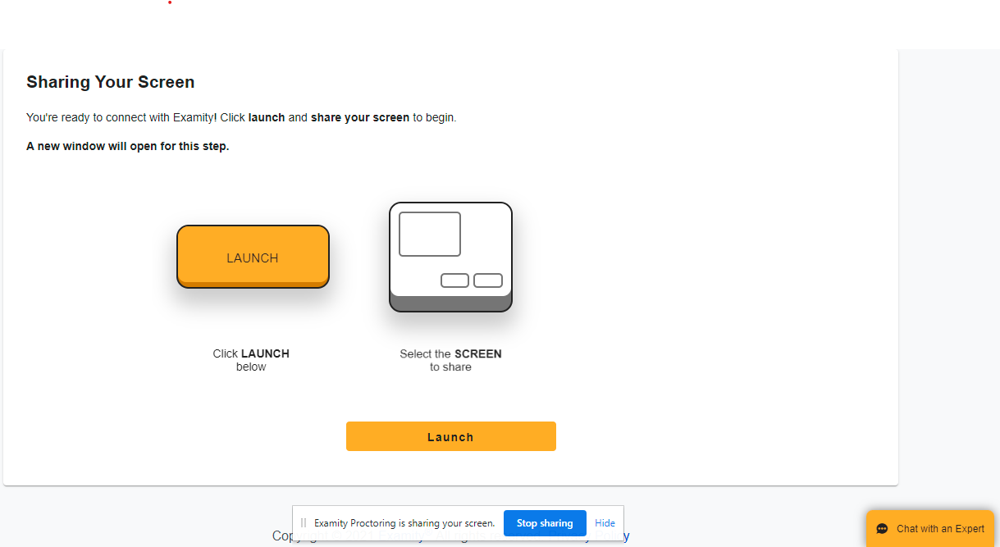 Sharing Your Screen
You're ready to connect with Examity! Click launch and share your screen to begin.
A new window will open for this step.
LAUNCH
Click LAUNCH
below
Select the SCREEN
to share
Launch
Examity Proctoring is sharing your screen.
Stop sharing
Hide
Chat with an Expert